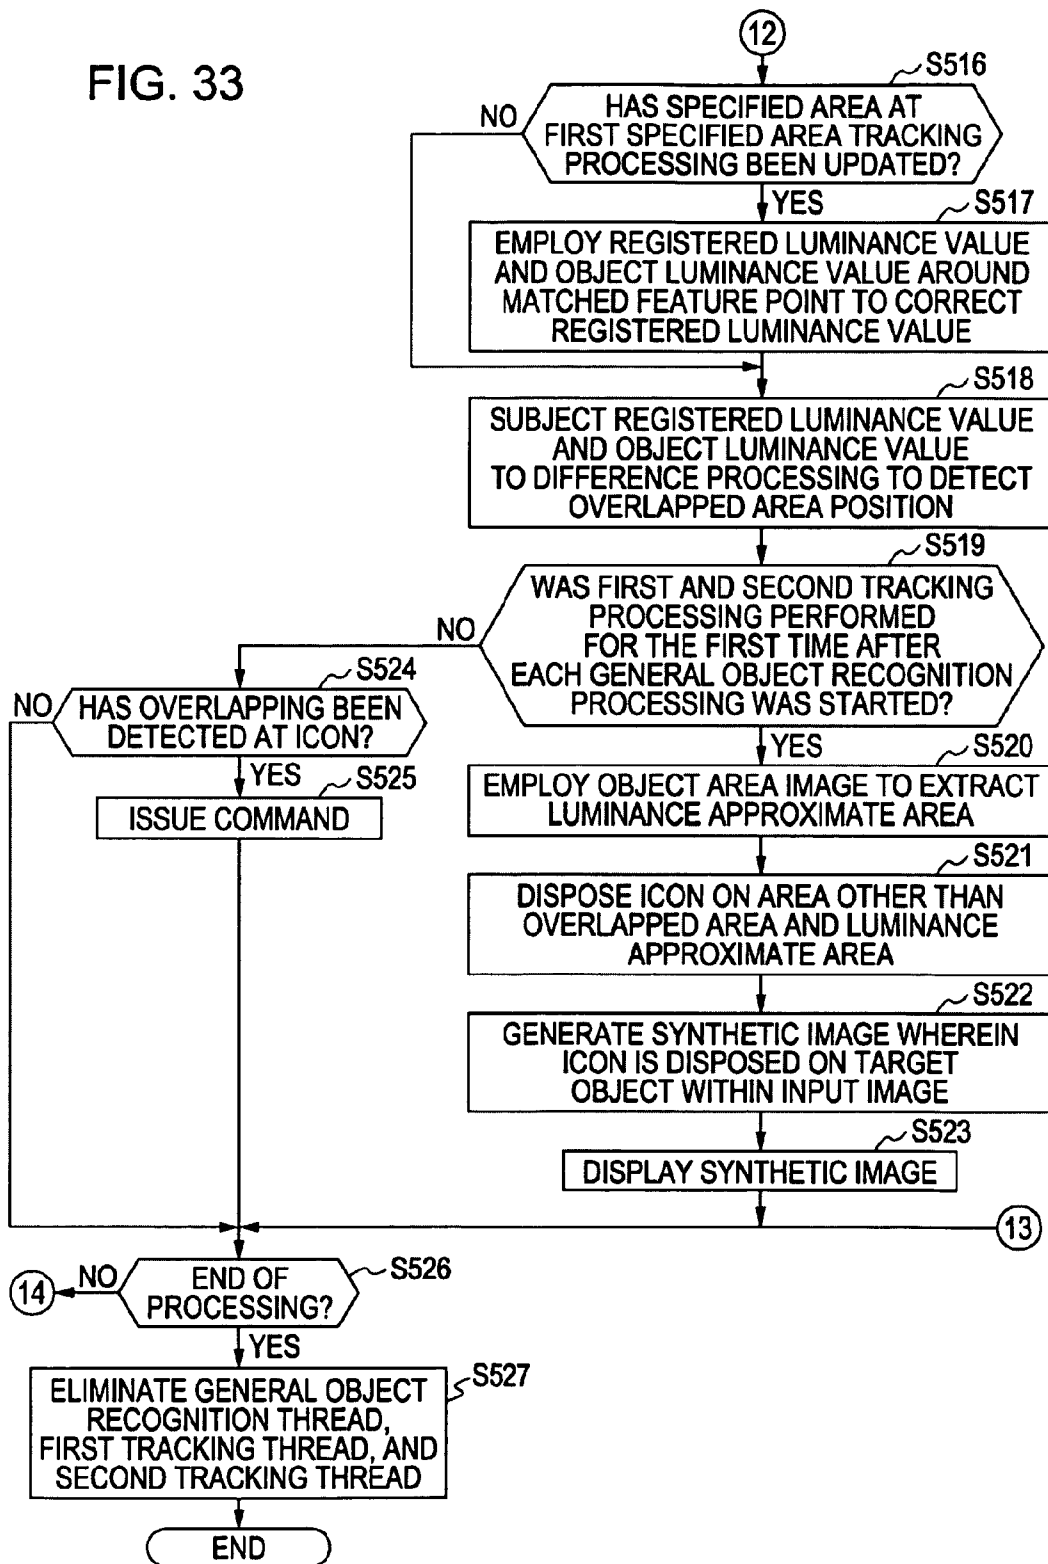 FIG. 33
12
S516
HAS SPECIFIED AREA AT
FIRST SPECIFIED AREA TRACKING
PROCESSING BEEN UPDATED?
NO
YES
S517
EMPLOY REGISTERED LUMINANCE VALUE
AND OBJECT LUMINANCE VALUE AROUND
MATCHED FEATURE POINT TO CORRECT
REGISTERED LUMINANCE VALUE
S518
SUBJECT REGISTERED LUMINANCE VALUE
AND OBJECT LUMINANCE VALUE
TO DIFFERENCE PROCESSING TO DETECT
OVERLAPPED AREA POSITION
S519
WAS FIRST AND SECOND TRACKING
PROCESSING PERFORMED
FOR THE FIRST TIME AFTER
EACH GENERAL OBJECT RECOGNITION
PROCESSING WAS STARTED?
NO
YES
S524
HAS OVERLAPPING BEEN
DETECTED AT ICON?
NO
YES
S525
ISSUE COMMAND
S520
EMPLOY OBJECT AREA IMAGE TO EXTRACT
LUMINANCE APPROXIMATE AREA
S521
DISPOSE ICON ON AREA OTHER THAN
OVERLAPPED AREA AND LUMINANCE
APPROXIMATE AREA
S522
GENERATE SYNTHETIC IMAGE WHEREIN
ICON IS DISPOSED ON TARGET
OBJECT WITHIN INPUT IMAGE
S523
DISPLAY SYNTHETIC IMAGE
13
S526
END OF
PROCESSING?
NO
14
YES
S527
ELIMINATE GENERAL OBJECT
RECOGNITION THREAD,
FIRST TRACKING THREAD, AND
SECOND TRACKING THREAD
END